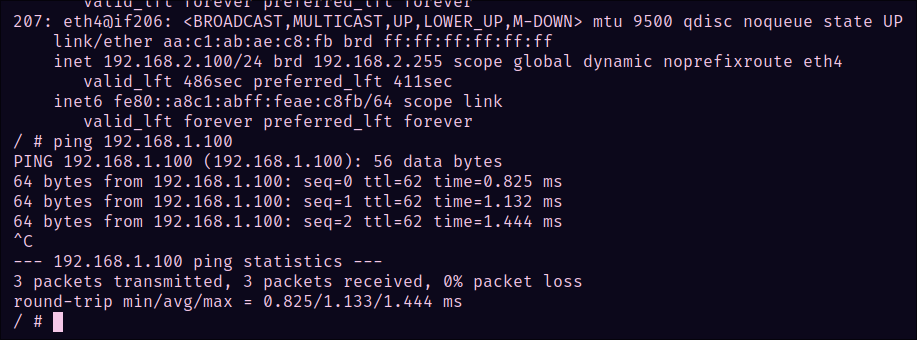 valid_lft forever preferred_lft forever
207: eth4@if206: <BROADCAST,MULTICAST,UP,LOWER_UP,M-DOWN> mtu 9500 qdisc noqueue state UP
link/ether aa:c1:ab:ae:c8:fb brd ff:ff:ff:ff:ff:ff
inet 192.168.2.100/24 brd 192.168.2.255 scope global dynamic noprefixroute eth4
valid_lft 486sec preferred_lft 411sec
inet6 fe80::a8c1:abff:feae:c8fb/64 scope link
valid_lft forever preferred_lft forever
/ # ping 192.168.1.100
PING 192.168.1.100 (192.168.1.100): 56 data bytes
64 bytes from 192.168.1.100: seq=0 ttl=62 time=0.825 ms
64 bytes from 192.168.1.100: seq=1 ttl=62 time=1.132 ms
64 bytes from 192.168.1.100: seq=2 ttl=62 time=1.444 ms
^C
--- 192.168.1.100 ping statistics ---
3 packets transmitted, 3 packets received, 0% packet loss
round-trip min/avg/max = 0.825/1.133/1.444 ms
/ #